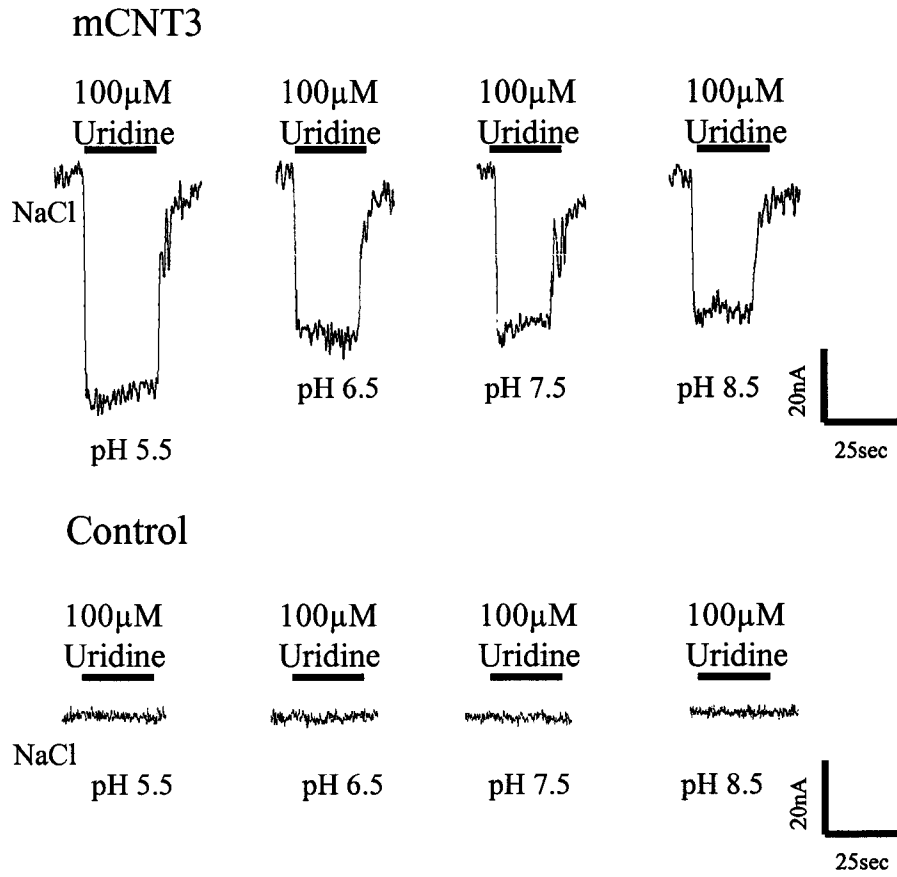 mCNT3
100µM 100µM 100µM 100µM
Uridine Uridine Uridine Uridine
NaCl
pH 5.5 pH 6.5 pH 7.5 pH 8.5
20nA
25sec
Control
100µM 100µM 100µM 100µM
Uridine Uridine Uridine Uridine
NaCl
pH 5.5 pH 6.5 pH 7.5 pH 8.5
20nA
25sec